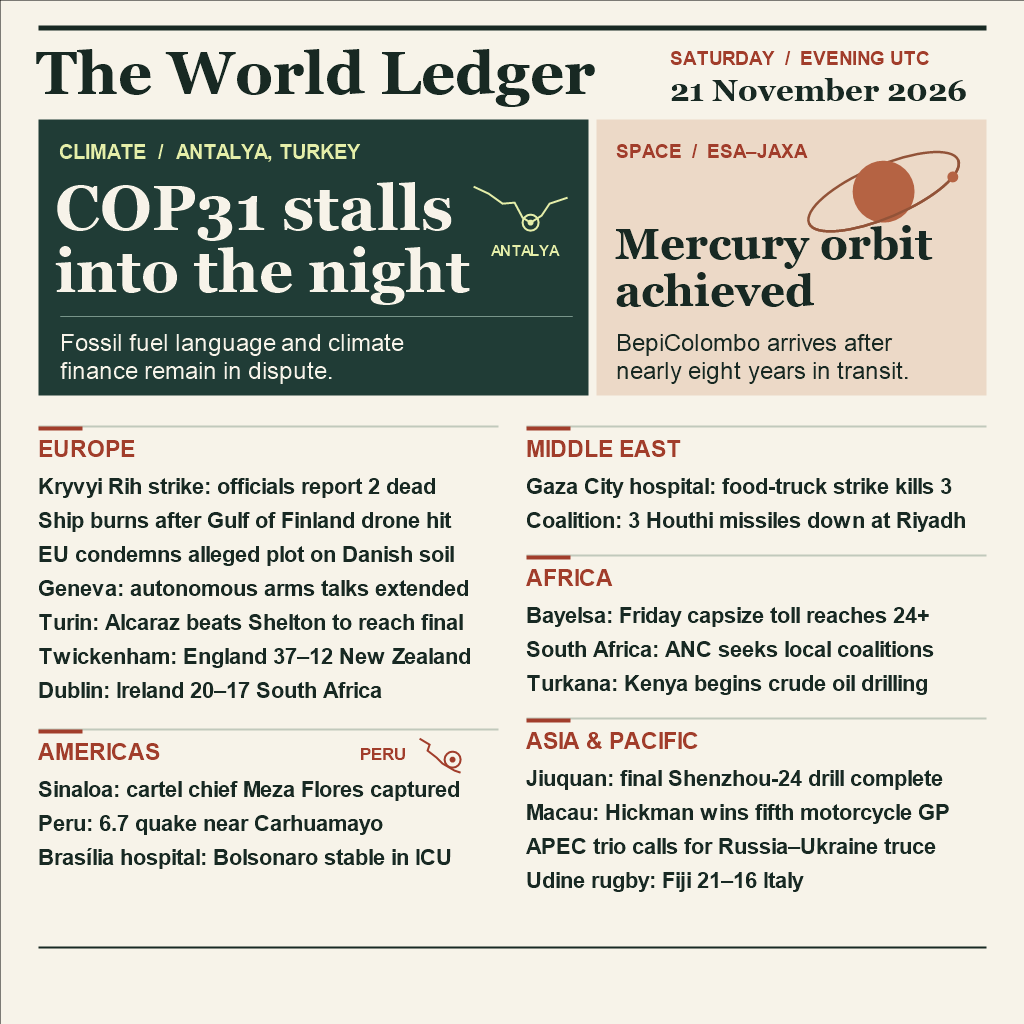 The World Ledger
SATURDAY / EVENING UTC
21 November 2026
CLIMATE / ANTALYA, TURKEY
COP31 stalls
into the night
ANTALYA
Fossil fuel language and climate
finance remain in dispute.
SPACE / ESA–JAXA
Mercury orbit
achieved
BepiColombo arrives after
nearly eight years in transit.
EUROPE
Kryvyi Rih strike: officials report 2 dead
Ship burns after Gulf of Finland drone hit
EU condemns alleged plot on Danish soil
Geneva: autonomous arms talks extended
Turin: Alcaraz beats Shelton to reach final
Twickenham: England 37–12 New Zealand
Dublin: Ireland 20–17 South Africa
AMERICAS
PERU
Sinaloa: cartel chief Meza Flores captured
Peru: 6.7 quake near Carhuamayo
Brasília hospital: Bolsonaro stable in ICU
MIDDLE EAST
Gaza City hospital: food-truck strike kills 3
Coalition: 3 Houthi missiles down at Riyadh
AFRICA
Bayelsa: Friday capsize toll reaches 24+
South Africa: ANC seeks local coalitions
Turkana: Kenya begins crude oil drilling
ASIA & PACIFIC
Jiuquan: final Shenzhou-24 drill complete
Macau: Hickman wins fifth motorcycle GP
APEC trio calls for Russia–Ukraine truce
Udine rugby: Fiji 21–16 Italy